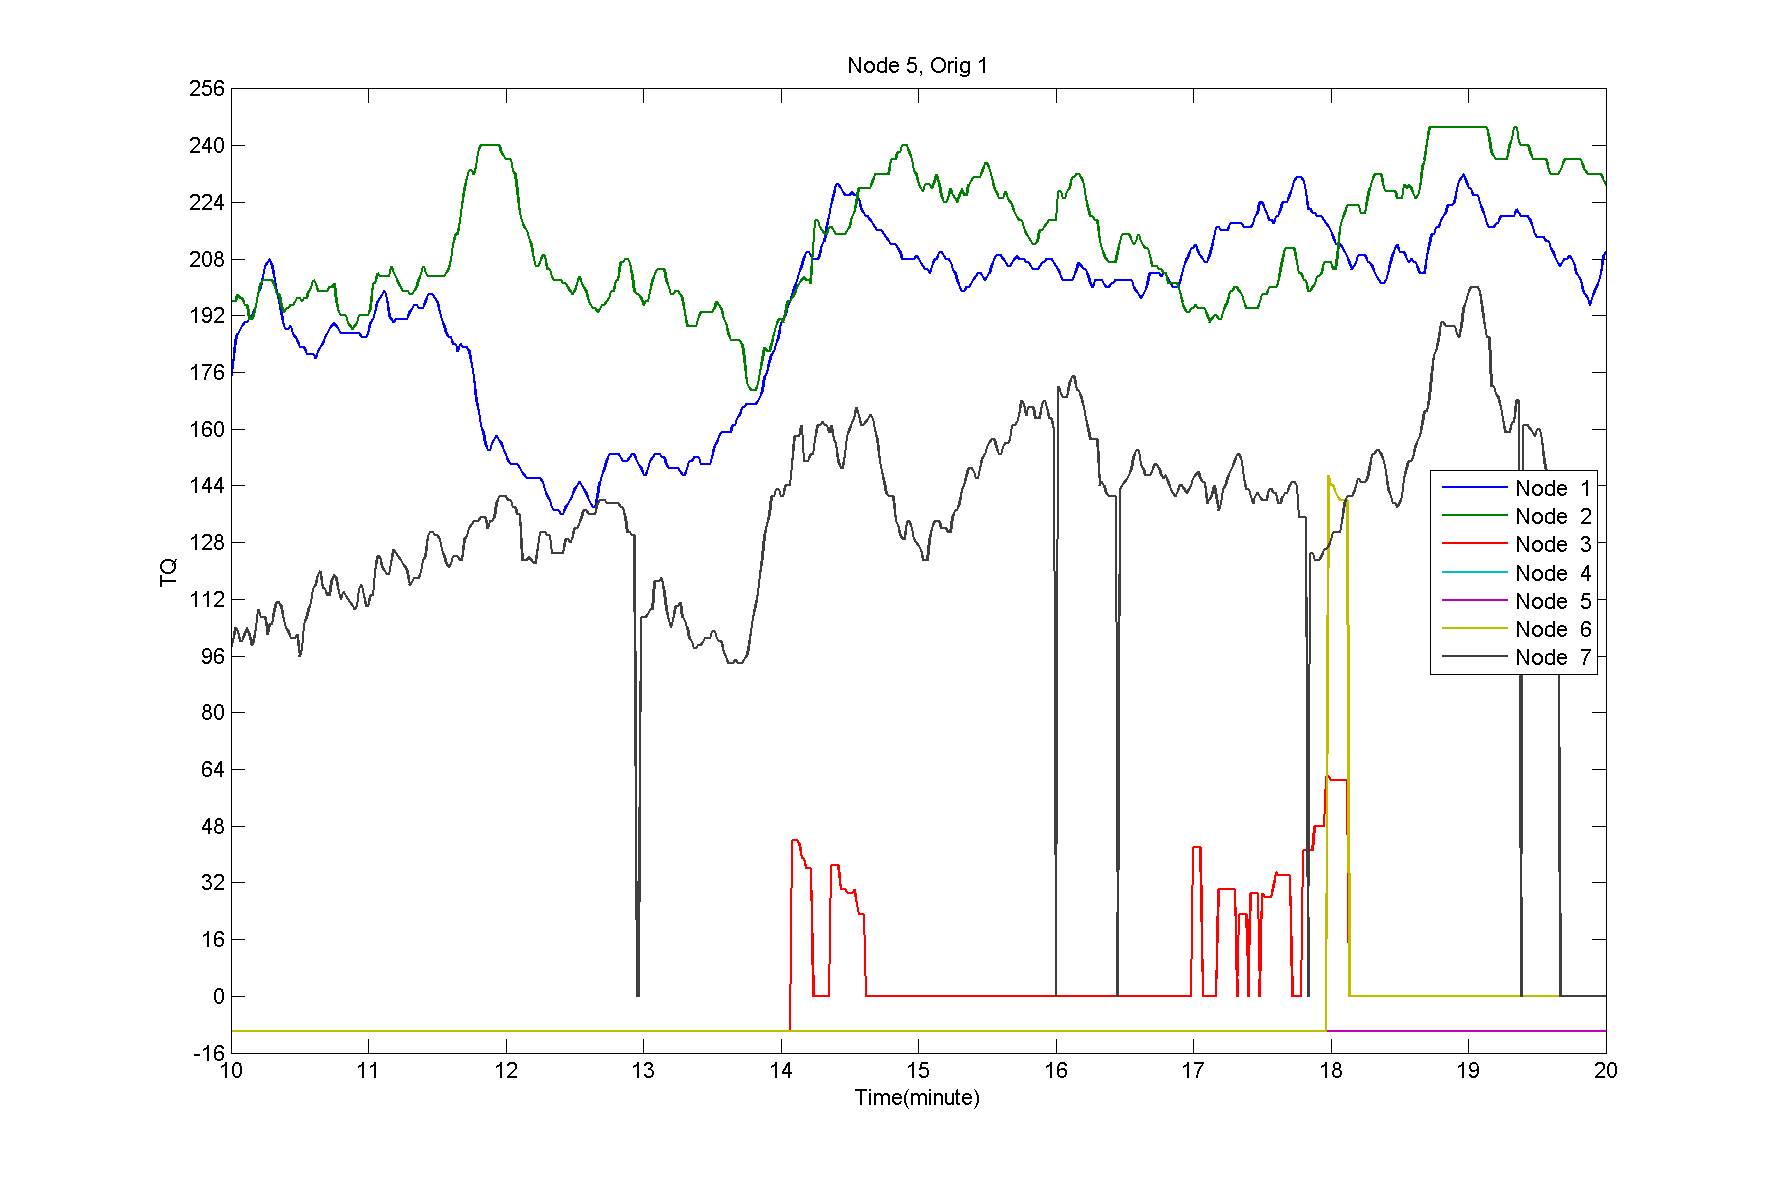 Node 5, Orig 1
256
240
224
208
192
176
160
144
128
112
96
80
64
48
32
16
0
-16
TQ
Node 1
Node 2
Node 3
Node 4
Node 5
Node 6
Node 7
10 11 12 13 14 15 16 17 18 19 20
Time(minute)